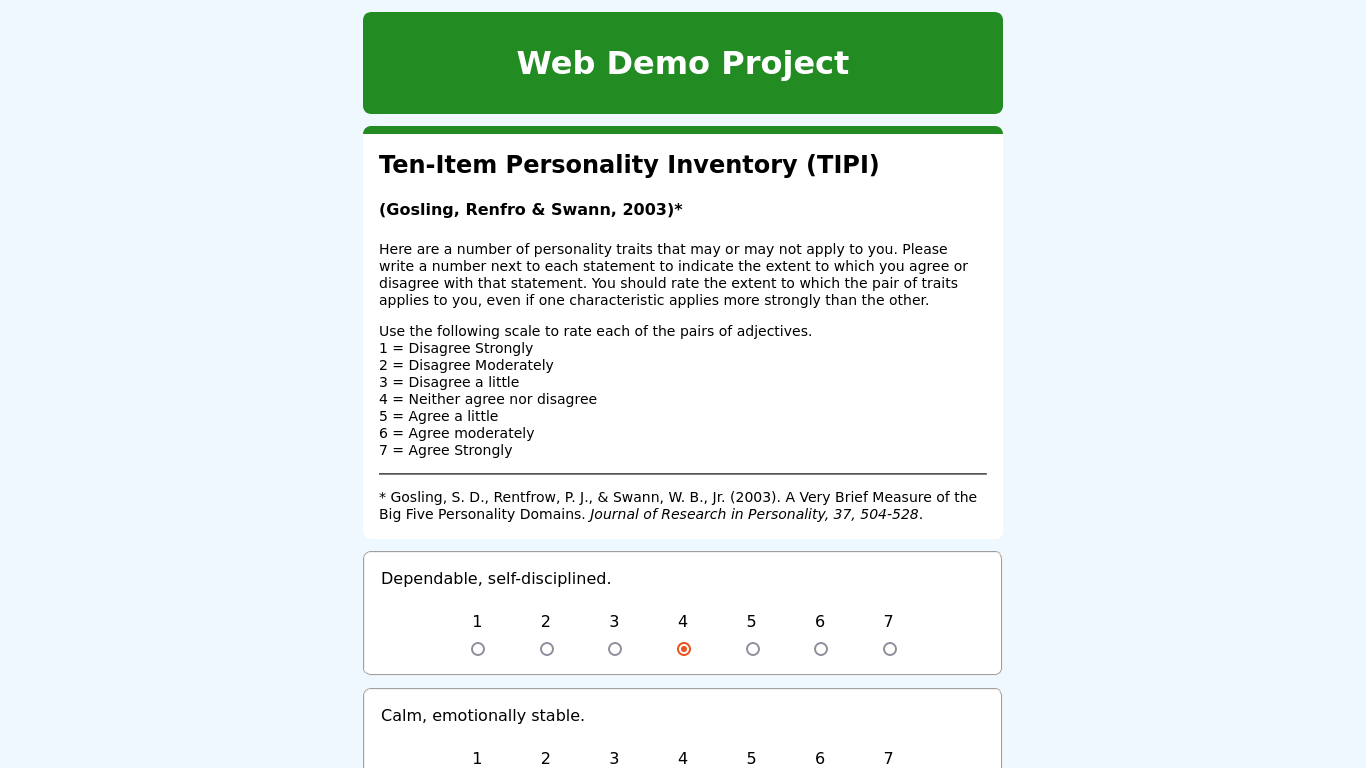 Web Demo Project
Ten-Item Personality Inventory (TIPI)
(Gosling, Renfro & Swann, 2003)*
Here are a number of personality traits that may or may not apply to you. Please
write a number next to each statement to indicate the extent to which you agree or
disagree with that statement. You should rate the extent to which the pair of traits
applies to you, even if one characteristic applies more strongly than the other.
Use the following scale to rate each of the pairs of adjectives.
1 = Disagree Strongly
2 = Disagree Moderately
3 = Disagree a little
4 = Neither agree nor disagree
5 = Agree a little
6 = Agree moderately
7 = Agree Strongly
* Gosling, S. D., Rentfrow, P. J., & Swann, W. B., Jr. (2003). A Very Brief Measure of the
Big Five Personality Domains. Journal of Research in Personality, 37, 504-528.
Dependable, self-disciplined.
1 2 3 4 5 6 7
Calm, emotionally stable.
1 2 3 4 5 6 7